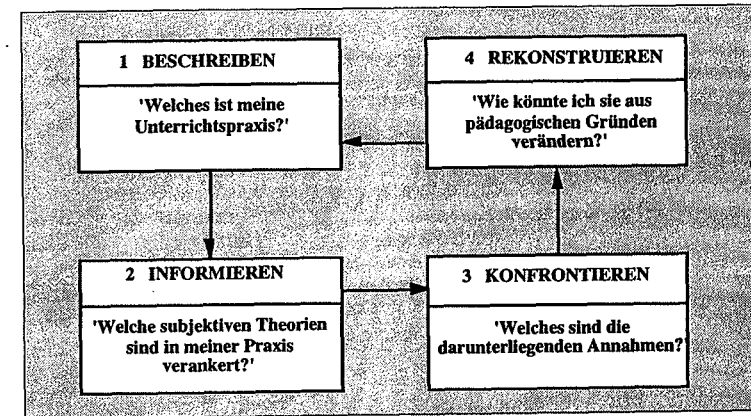 1 BESCHREIBEN
'Welches ist meine
Unterrichtspraxis?'
2 INFORMIEREN
'Welche subjektiven Theorien
sind in meiner Praxis
verankert?'
3 KONFRONTIEREN
'Welches sind die
darunterliegenden Annahmen?'
4 REKONSTRUIEREN
'Wie könnte ich sie aus
pädagogischen Gründen
verändern?'